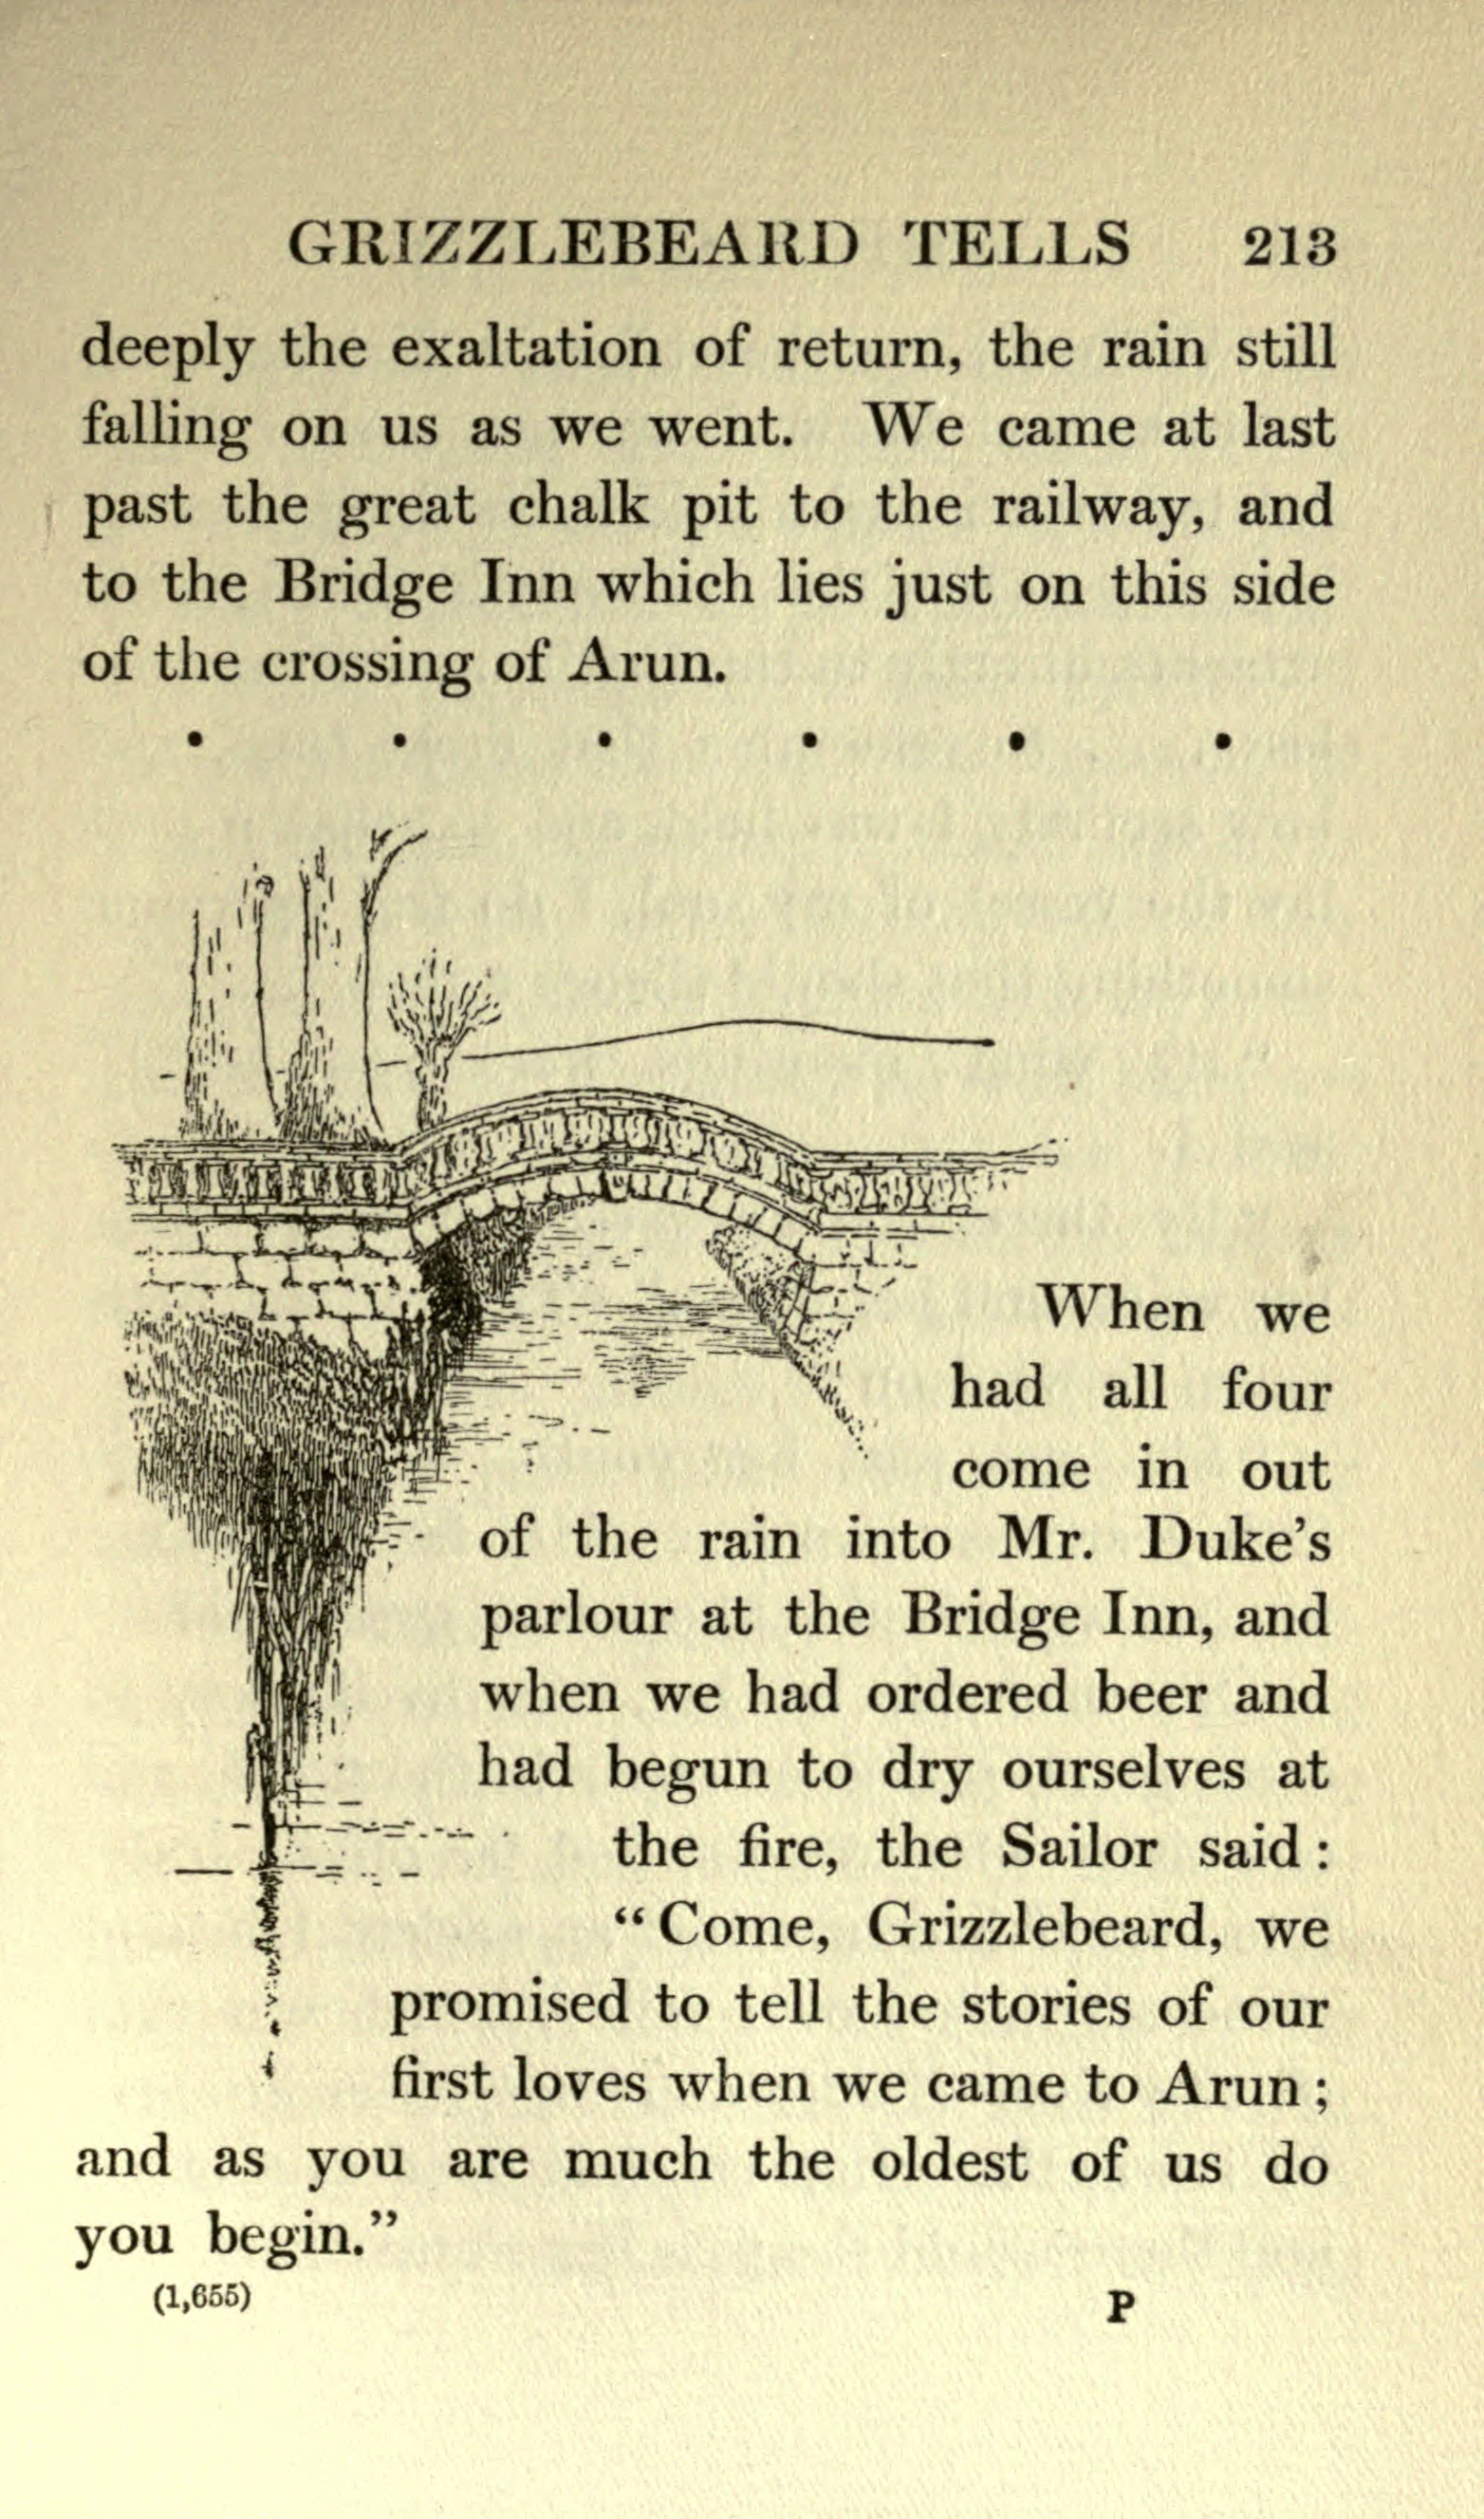 GRIZZLEBEARD TELLS 213
deeply the exaltation of return, the rain still
falling on us as we went. We came at last
past the great chalk pit to the railway, and
to the Bridge Inn which lies just on this side
of the crossing of Arun.
. . . . . .
When we
had all four
come in out
of the rain into Mr. Duke’s
parlour at the Bridge Inn, and
when we had ordered beer and
had begun to dry ourselves at
the fire, the Sailor said :
“Come, Grizzlebeard, we
promised to tell the stories of our
first loves when we came to Arun ;
and as you are much the oldest of us do
you begin.”
(1,655) P